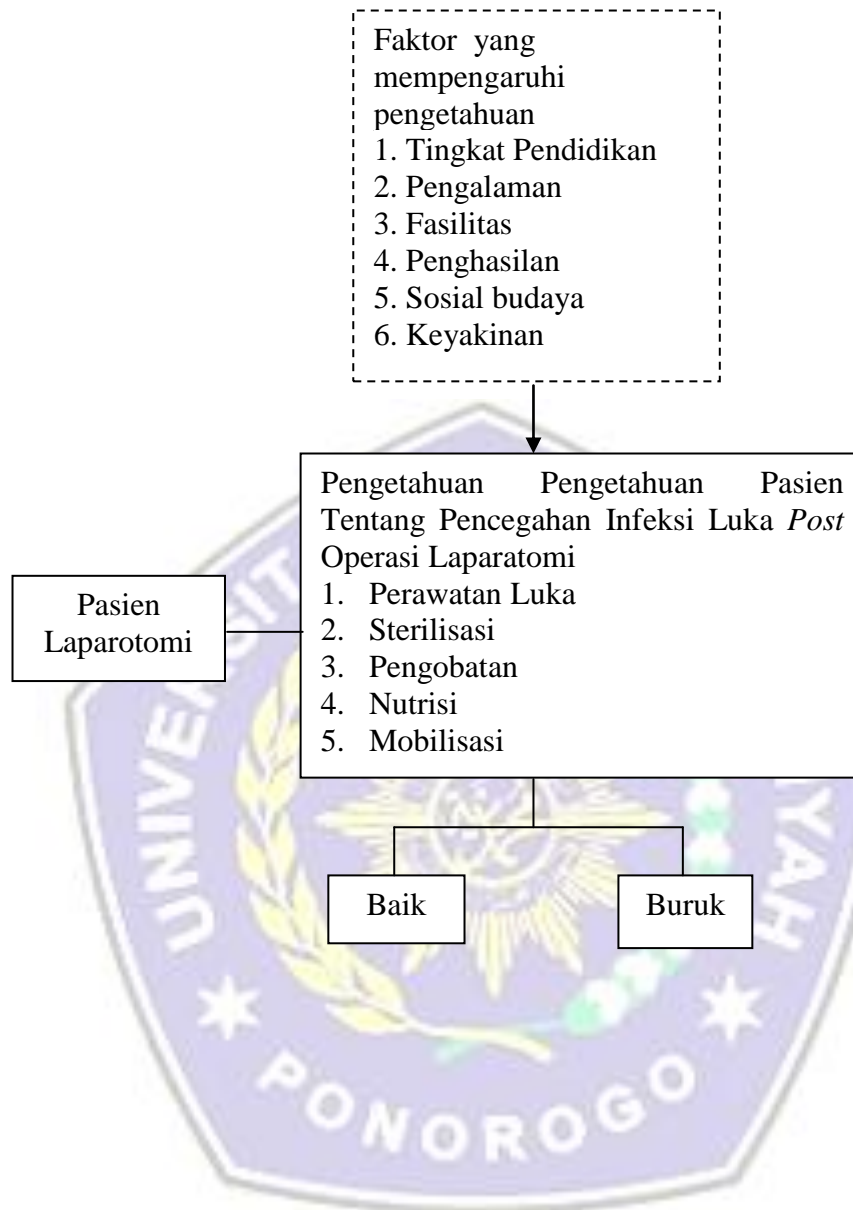 Faktor yang
mempengaruhi
pengetahuan
1. Tingkat Pendidikan
2. Pengalaman
3. Fasilitas
4. Penghasilan
5. Sosial budaya
6. Keyakinan
Pengetahuan Pengetahuan Pasien
Tentang Pencegahan Infeksi Luka Post
Operasi Laparatomi
1. Perawatan Luka
2. Sterilisasi
3. Pengobatan
4. Nutrisi
5. Mobilisasi
Pasien
Laparotomi
Baik
Buruk
UNIVERSIT
YAH
PONOROGO